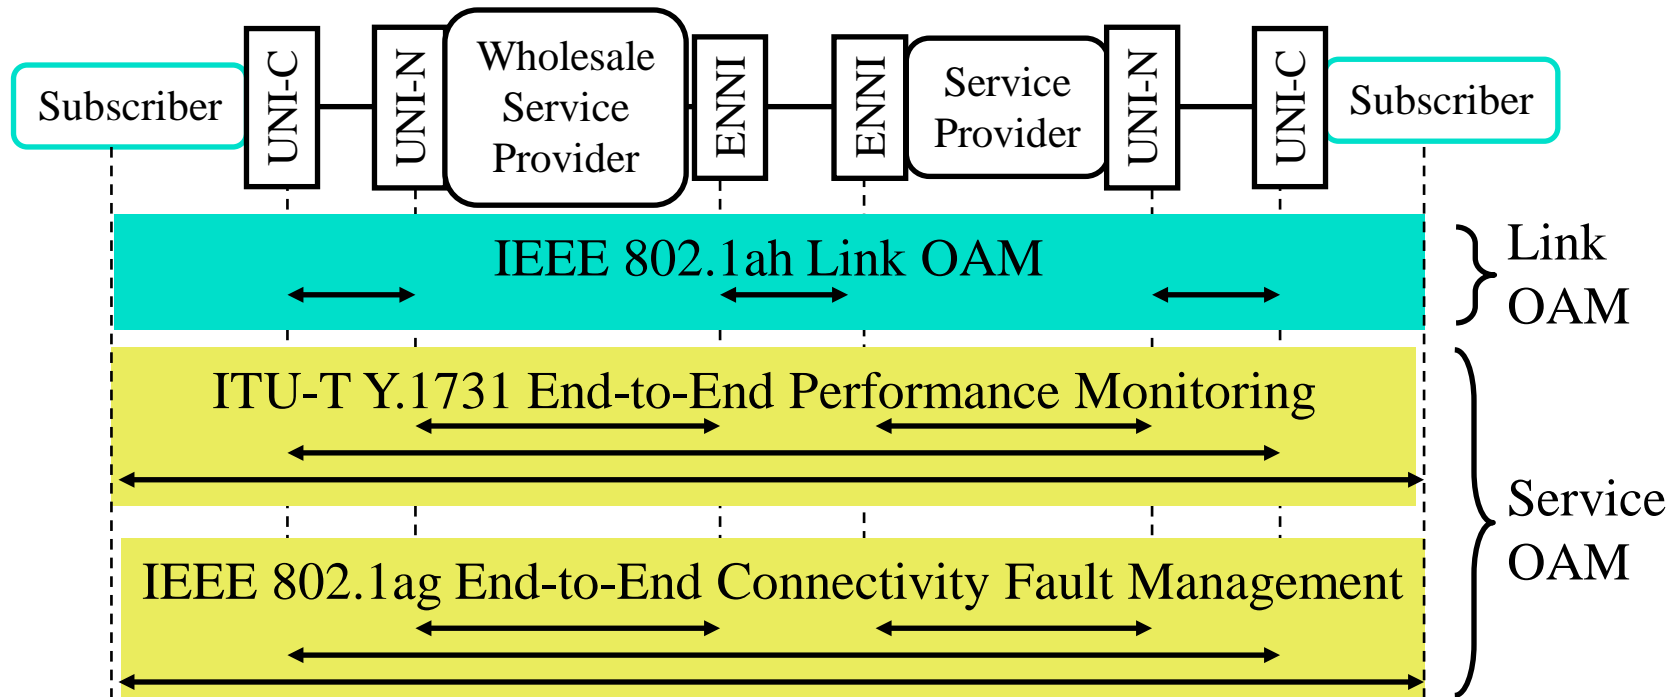 Subscriber
UNI-C
UNI-N
Wholesale
Service
Provider
ENNI
ENNI
Service
Provider
UNI-N
UNI-C
Subscriber
IEEE 802.1ah Link OAM
Link
OAM
ITU-T Y.1731 End-to-End Performance Monitoring
IEEE 802.1ag End-to-End Connectivity Fault Management
Service
OAM